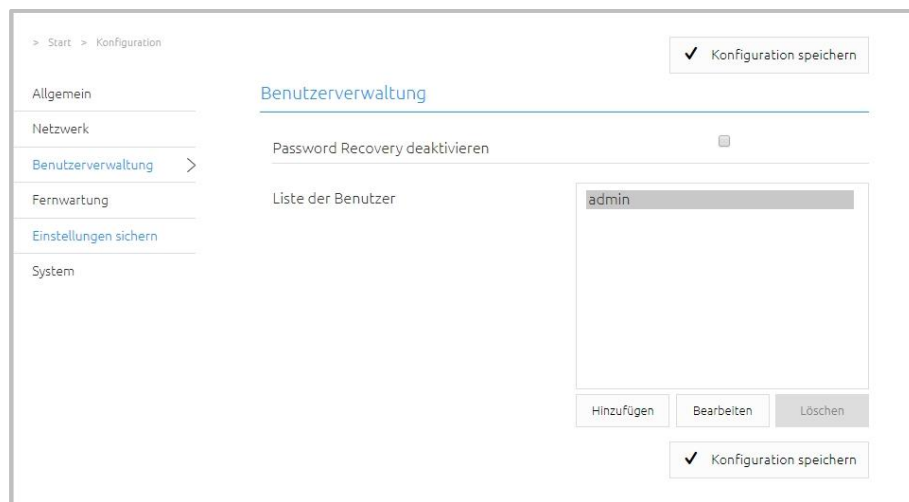 > Start > Konfiguration
Konfiguration speichern
Allgemein
Netzwerk
Benutzerverwaltung
Fernwartung
Einstellungen sichern
System
Benutzerverwaltung
Password Recovery deaktivieren
Liste der Benutzer
admin
Hinzufügen Bearbeiten Löschen
Konfiguration speichern